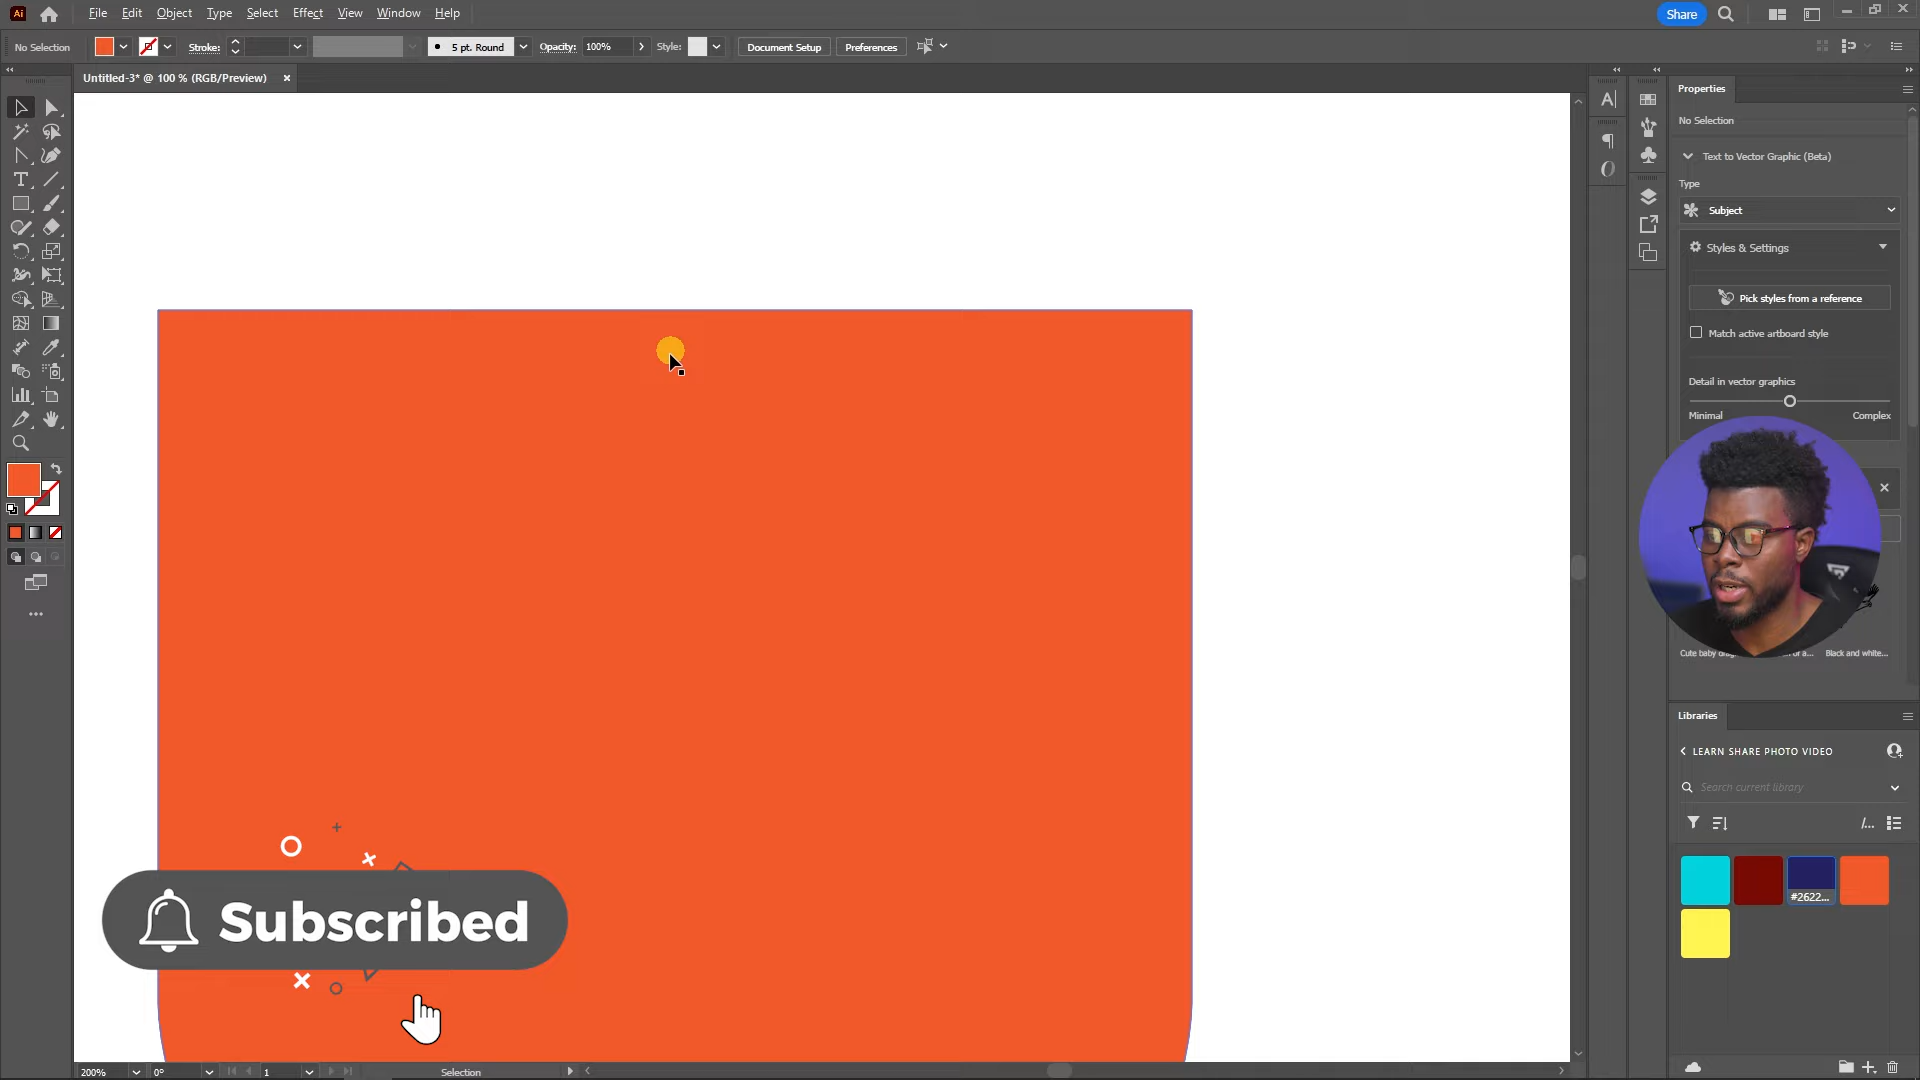 Ai File Edit Object Type Select Effect View Window Help Share
No Selection Stroke: 5 pt. Round Opacity: 100% Style: Document Setup Preferences
Untitled-3* @ 100 % (RGB/Preview)
Properties
No Selection
Text to Vector Graphic (Beta)
Type
Subject
Styles & Settings
Pick styles from a reference
Match active artboard style
Detail in vector graphics
Minimal Complex
Cute baby Black and white...
Libraries
LEARN SHARE PHOTO VIDEO
Search current library
#2622...
Subscribed
200% 0° 1 Selection